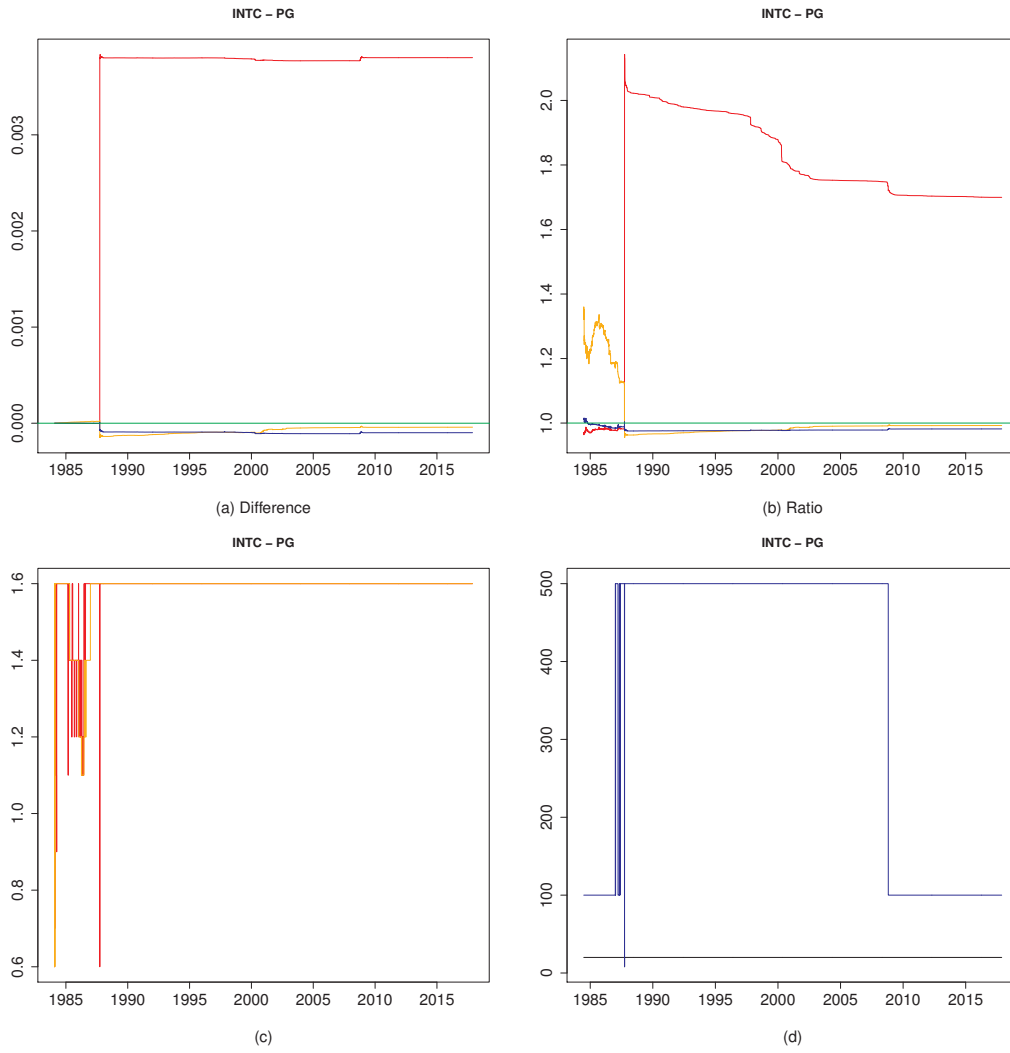 INTC – PG
INTC – PG
0.003
0.002
0.001
0.000
1985 1990 1995 2000 2005 2010 2015
2.0
1.8
1.6
1.4
1.2
1.0
1985 1990 1995 2000 2005 2010 2015
(a) Difference
(b) Ratio
INTC – PG
INTC – PG
1.6
1.4
1.2
1.0
0.8
0.6
1985 1990 1995 2000 2005 2010 2015
500
400
300
200
100
0
1985 1990 1995 2000 2005 2010 2015
(c)
(d)